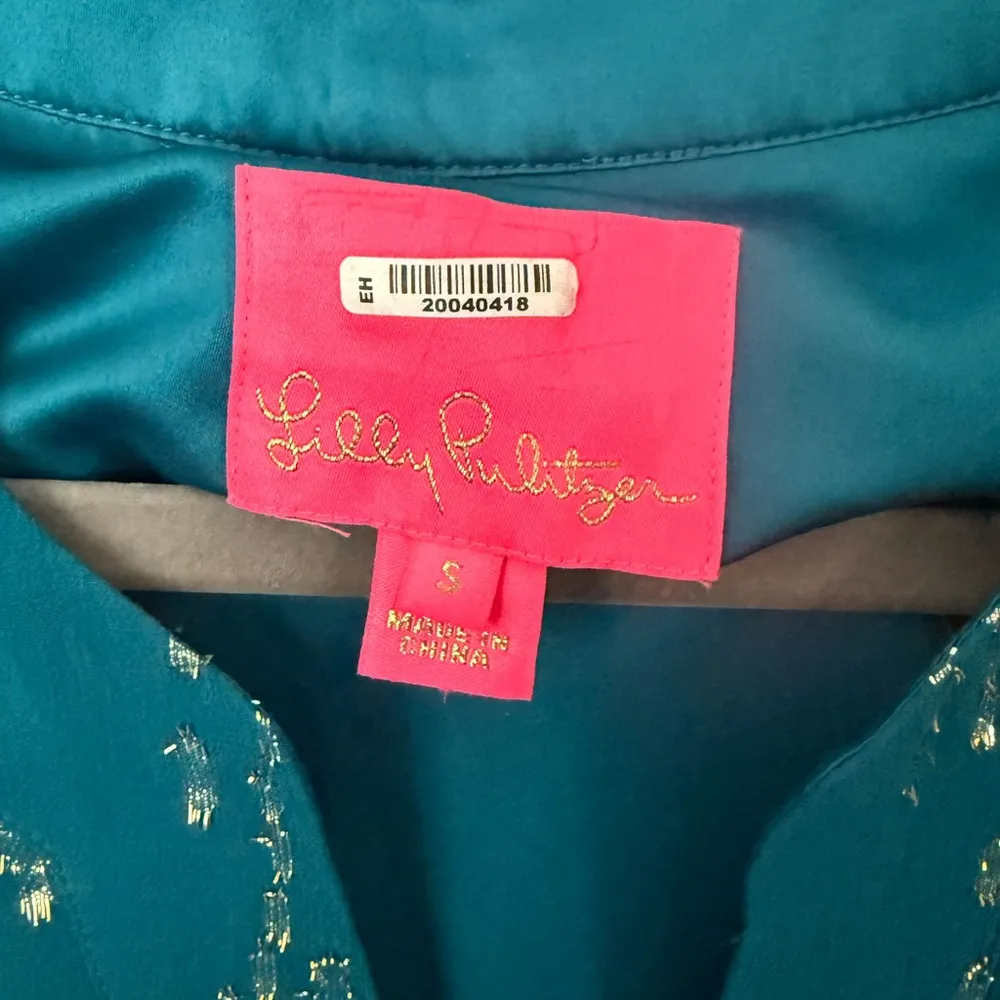 EH
20040418
Lilly Pulitzer
S
MADE IN
CHINA